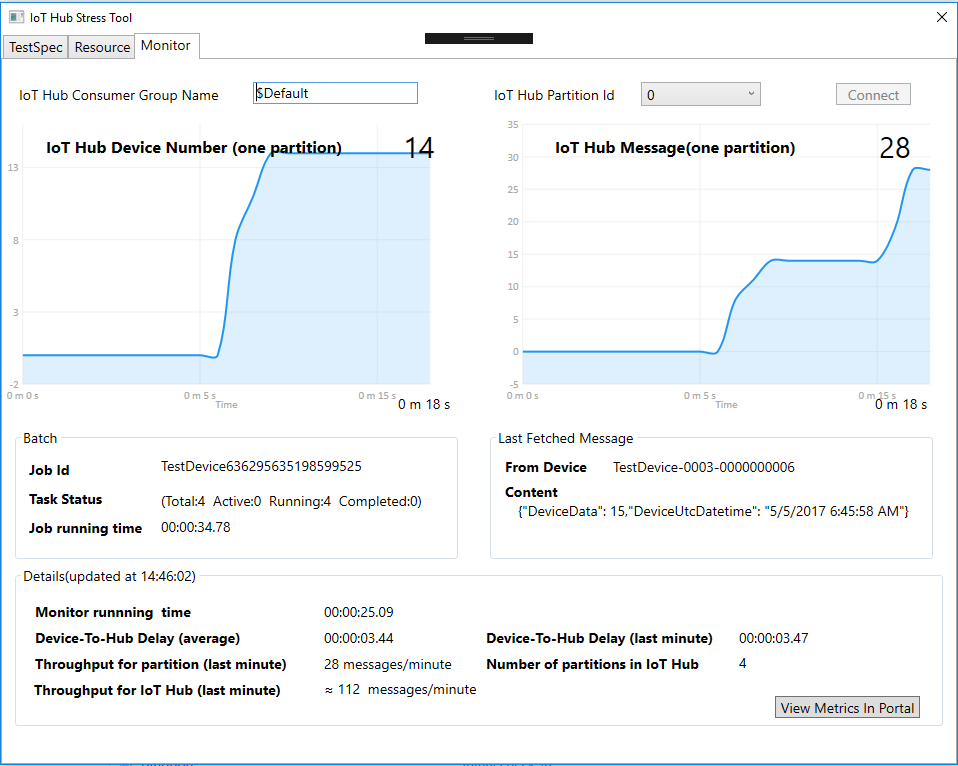 IoT Hub Stress Tool
TestSpec Resource Monitor
IoT Hub Consumer Group Name $Default IoT Hub Partition Id 0 Connect
IoT Hub Device Number (one partition) 14
13
8
3
-2
0 m 0 s 0 m 5 s 0 m 15 s
Time 0 m 18 s
IoT Hub Message(one partition) 28
35
30
25
20
15
10
5
0
-5
0 m 0 s 0 m 5 s 0 m 15 s
Time 0 m 18 s
Batch
Job Id TestDevice636295635198599525
Task Status (Total:4 Active:0 Running:4 Completed:0)
Job running time 00:00:34.78
Last Fetched Message
From Device TestDevice-0003-0000000006
Content
{"DeviceData": 15,"DeviceUtcDatetime": "5/5/2017 6:45:58 AM"}
Details(updated at 14:46:02)
Monitor runnning time 00:00:25.09
Device-To-Hub Delay (average) 00:00:03.44 Device-To-Hub Delay (last minute) 00:00:03.47
Throughput for partition (last minute) 28 messages/minute Number of partitions in IoT Hub 4
Throughput for IoT Hub (last minute) ≈ 112 messages/minute
View Metrics In Portal